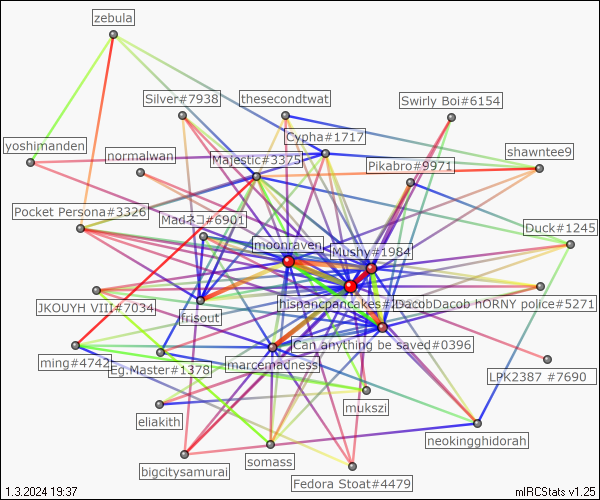 zebula
Silver#7938
thesecondtwat
Swirly Boi#6154
yoshimanden
normalwan
Cypha#1717
Majestic#3375
Pikabro#9971
shawntee9
Pocket Persona#3326
Madネコ#6901
Duck#1245
moonraven
Mushy#1984
JKOUYH VIII#7034
frisout
hispancpancakes#
DacobDacob hORNY police#5271
Can anything be saved#0396
ming#4742
Eg.Master#1378
marcemadness
LPK2387 #7690
mukszi
eliakith
neokingghidorah
bigcitysamurai
somass
Fedora Stoat#4479
1.3.2024 19:37
mIRCStats v1.25